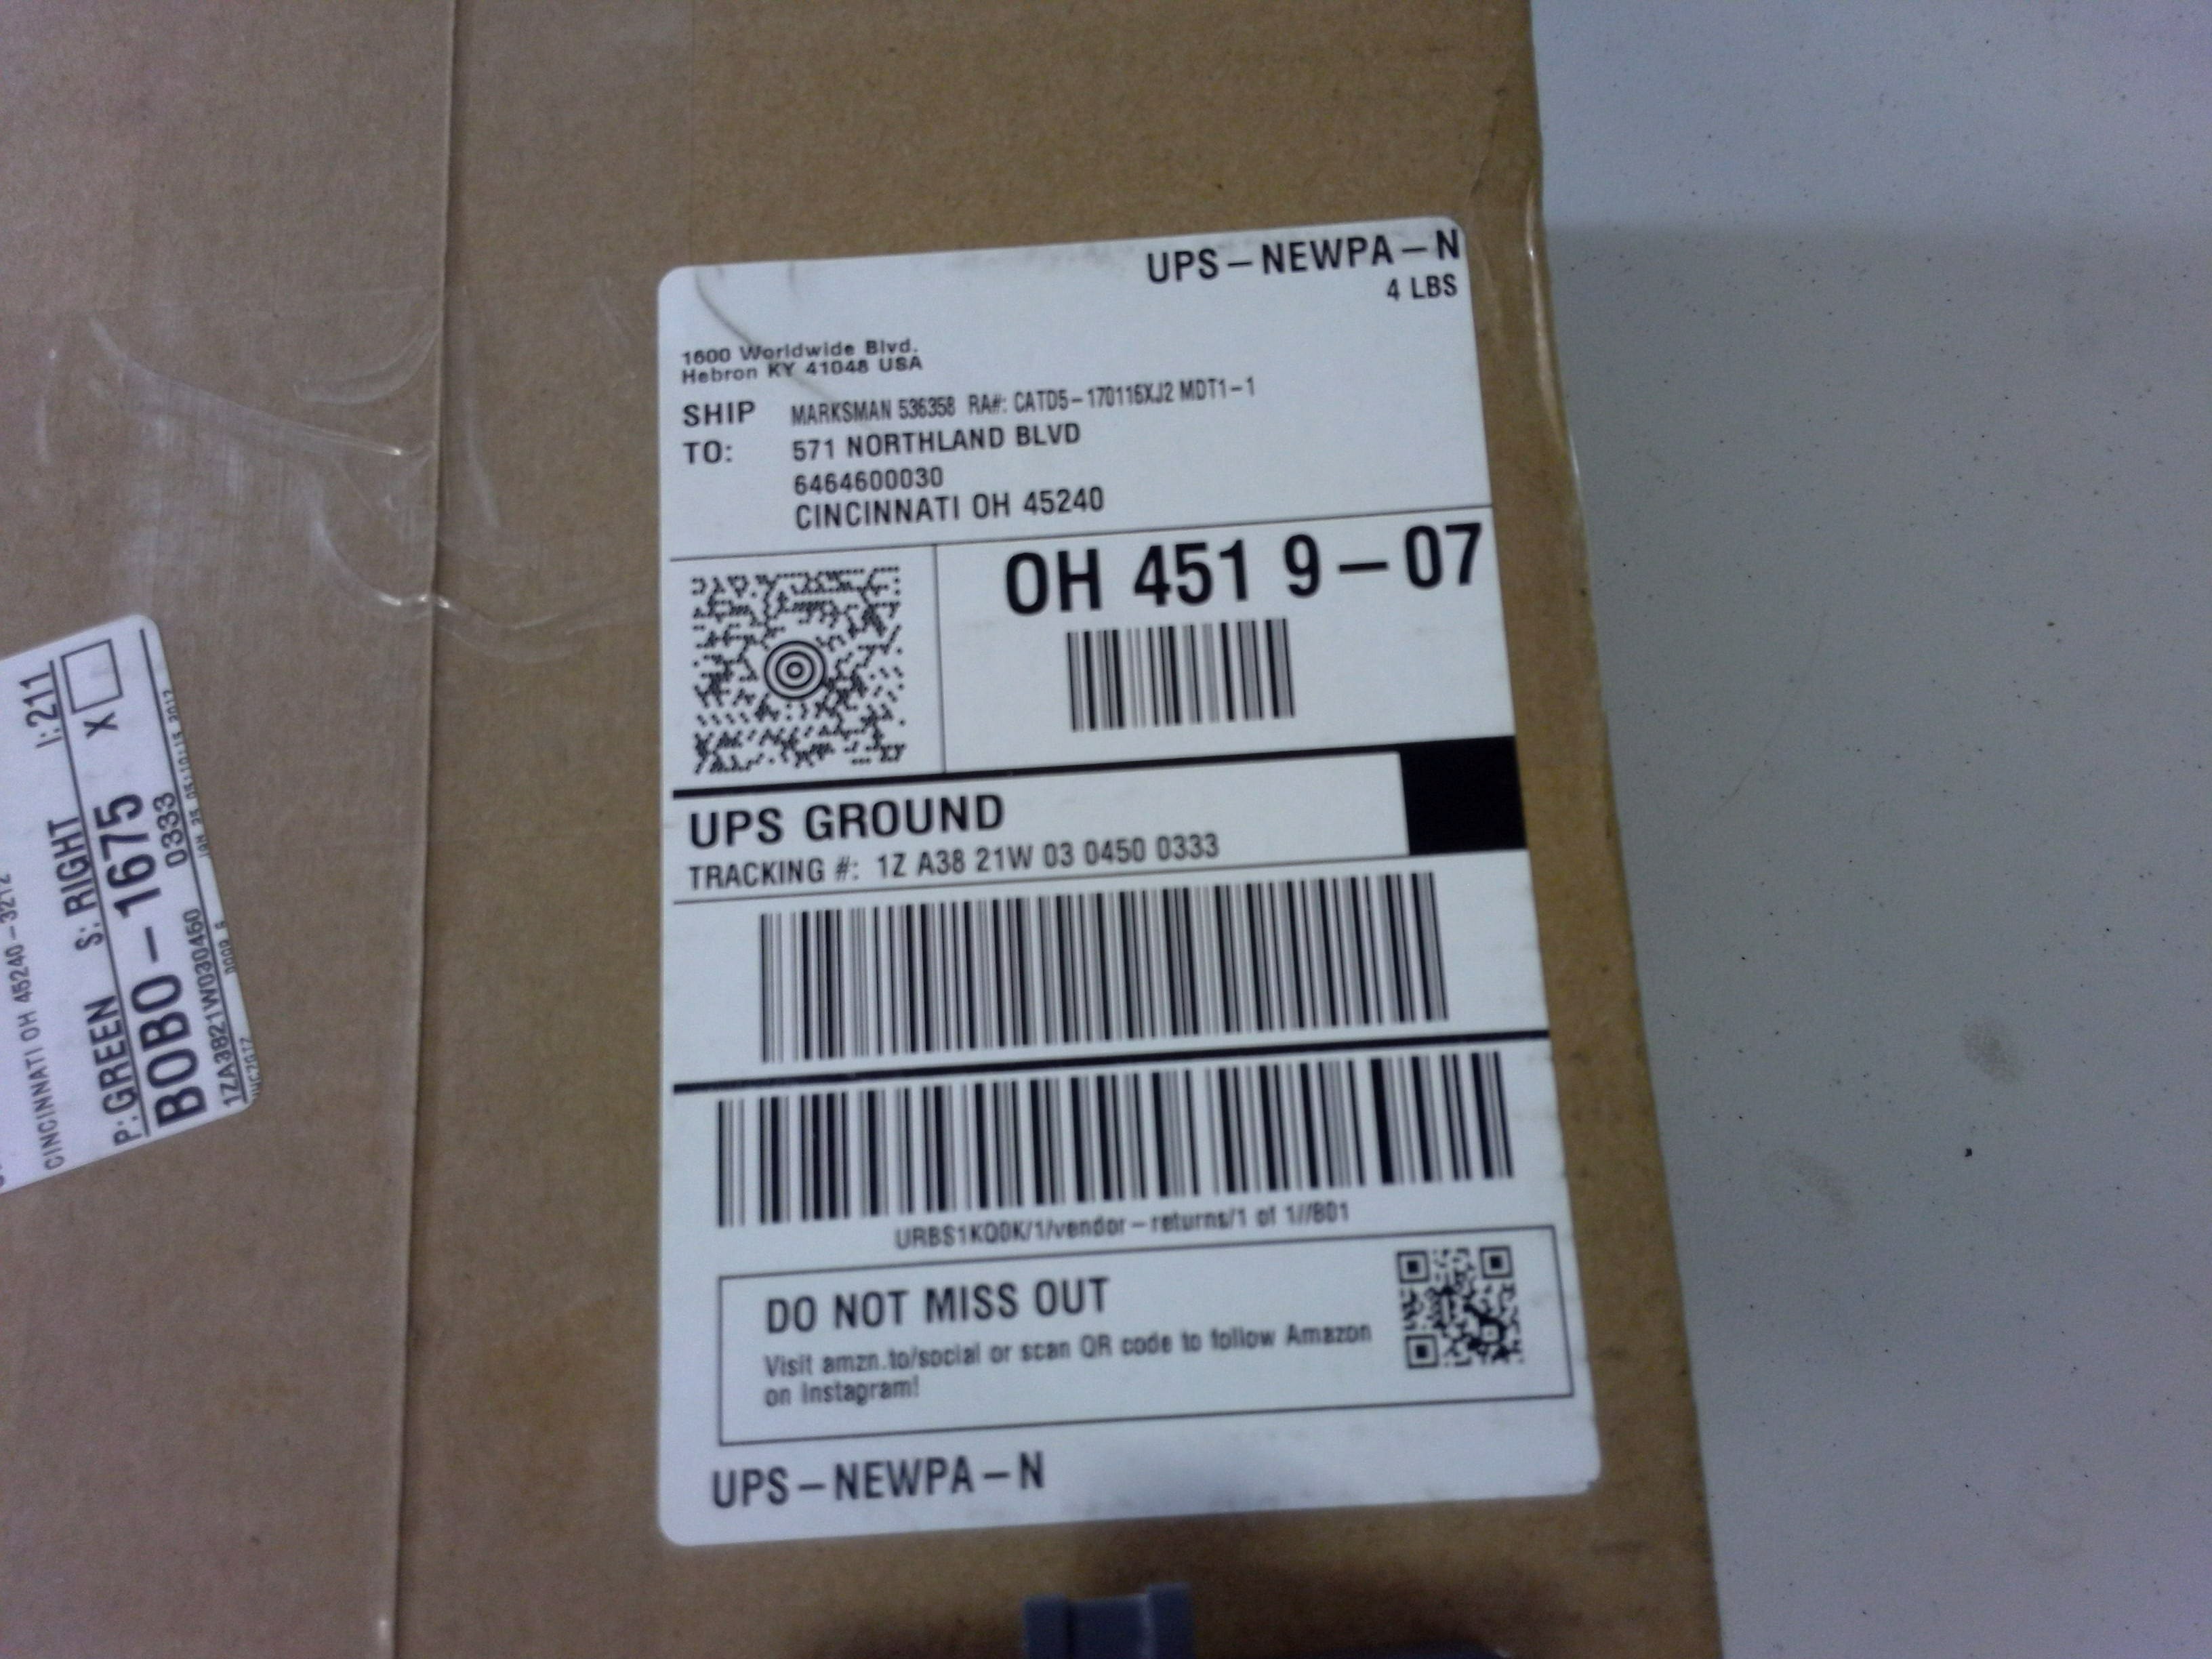 UPS-NEWPA-N
4 LBS
1600 Worldwide Blvd.
Hebron KY 41048 USA
SHIP TO: MARKSMAN 536358 RA#: CATD5-170116XJ2 MDT1-1
571 NORTHLAND BLVD
6464600030
CINCINNATI OH 45240
OH 451 9-07
UPS GROUND
TRACKING #: 1Z A38 21W 03 0450 0333
URBS1KQ0K/1/vendor-returns/1 of 1//BD1
DO NOT MISS OUT
Visit amzn.to/social or scan QR code to follow Amazon
on Instagram!
UPS-NEWPA-N
CINCINNATI OH 45240-3212
P: GREEN S: RIGHT I: 211
BOBO-1675 X
1ZA3821W030450 0333